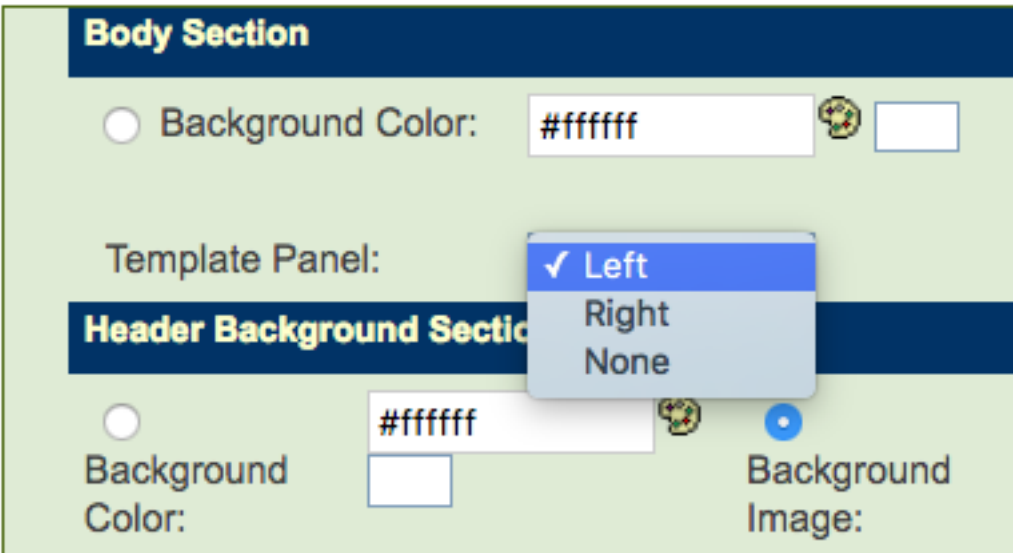 Body Section
Background Color: #ffffff
Template Panel: ✓ Left
Right
Header Background Sectio
None
#ffffff
Background Color:
Background Image: